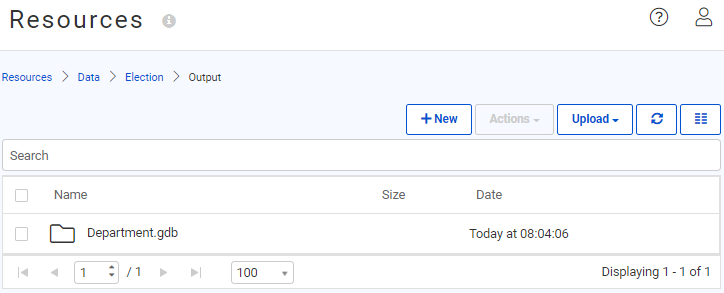 Resources
Resources > Data > Election > Output
+ New Actions Upload
Search
Name Size Date
Department.gdb Today at 08:04:06
1 / 1 100 Displaying 1 - 1 of 1